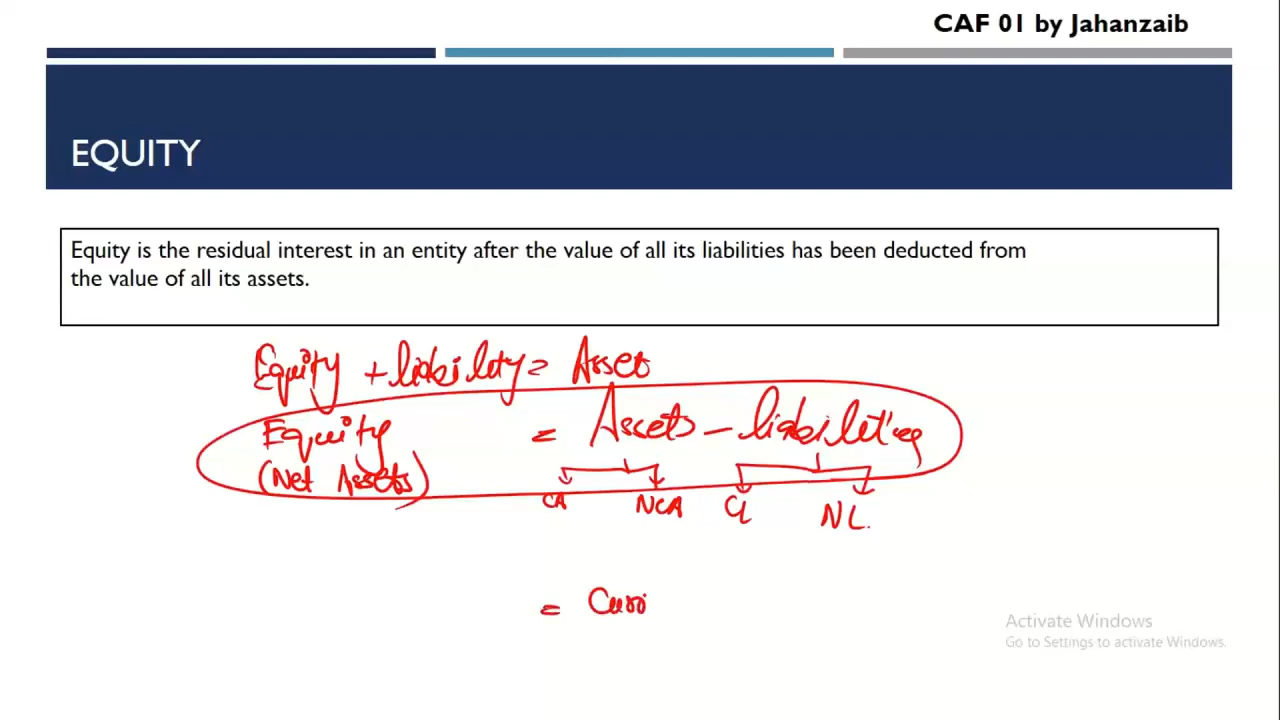 CAF 01 by Jahanzaib
EQUITY
Equity is the residual interest in an entity after the value of all its liabilities has been deducted from
the value of all its assets.
Equity + liability = Asset
Equity = Assets - liabilities
(Net Assets)
CA NCA CL NL.
= Curr
Activate Windows
Go to Settings to activate Windows.